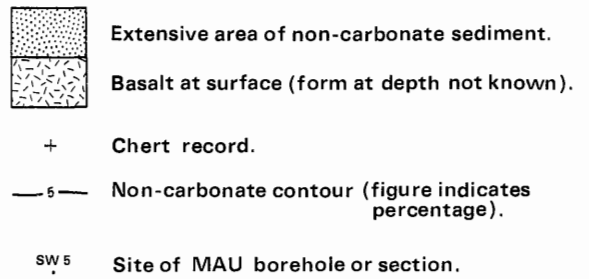 Extensive area of non-carbonate sediment.
Basalt at surface (form at depth not known).
+ Chert record.
5 Non-carbonate contour (figure indicates
percentage).
SW 5 Site of MAU borehole or section.